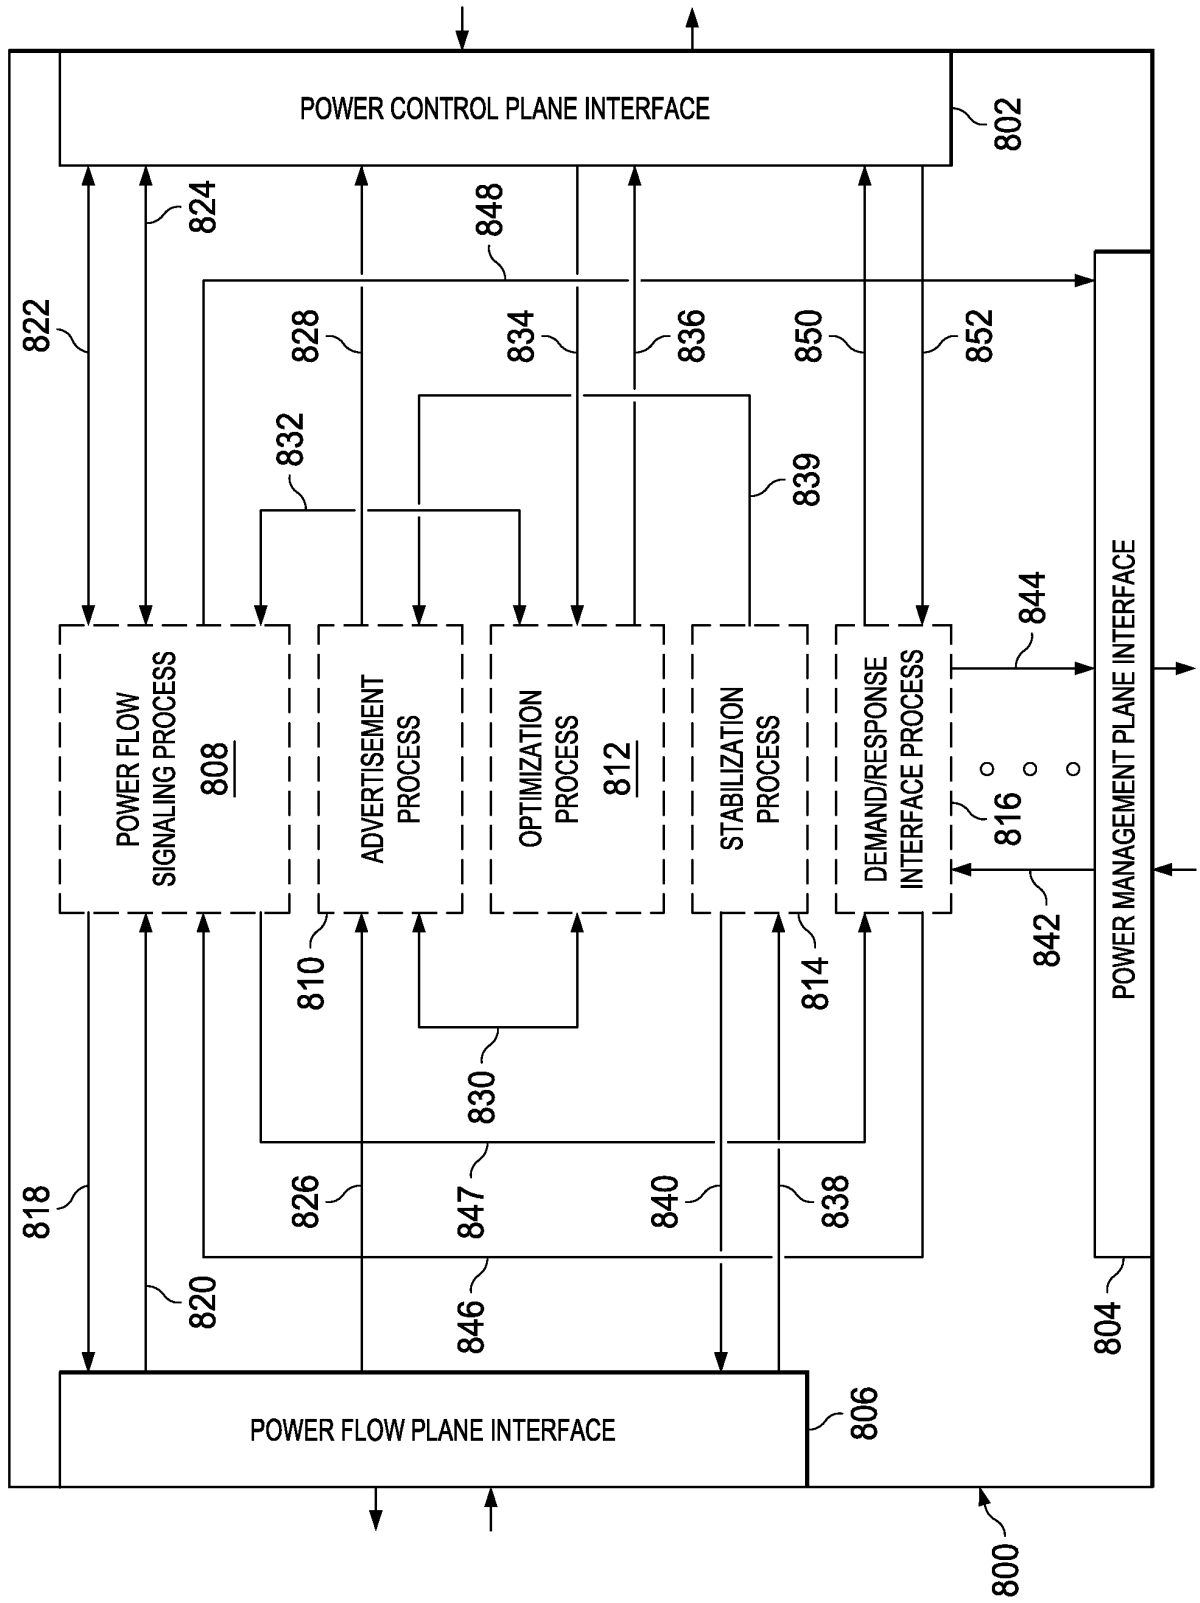 POWER CONTROL PLANE INTERFACE
802
822
824
848
828
834
836
850
852
832
839
POWER FLOW
SIGNALING PROCESS
808
ADVERTISEMENT
PROCESS
810
OPTIMIZATION
PROCESS
812
STABILIZATION
PROCESS
814
DEMAND/RESPONSE
INTERFACE PROCESS
816
844
842
POWER MANAGEMENT PLANE INTERFACE
804
830
818
820
826
847
846
840
838
POWER FLOW PLANE INTERFACE
806
800